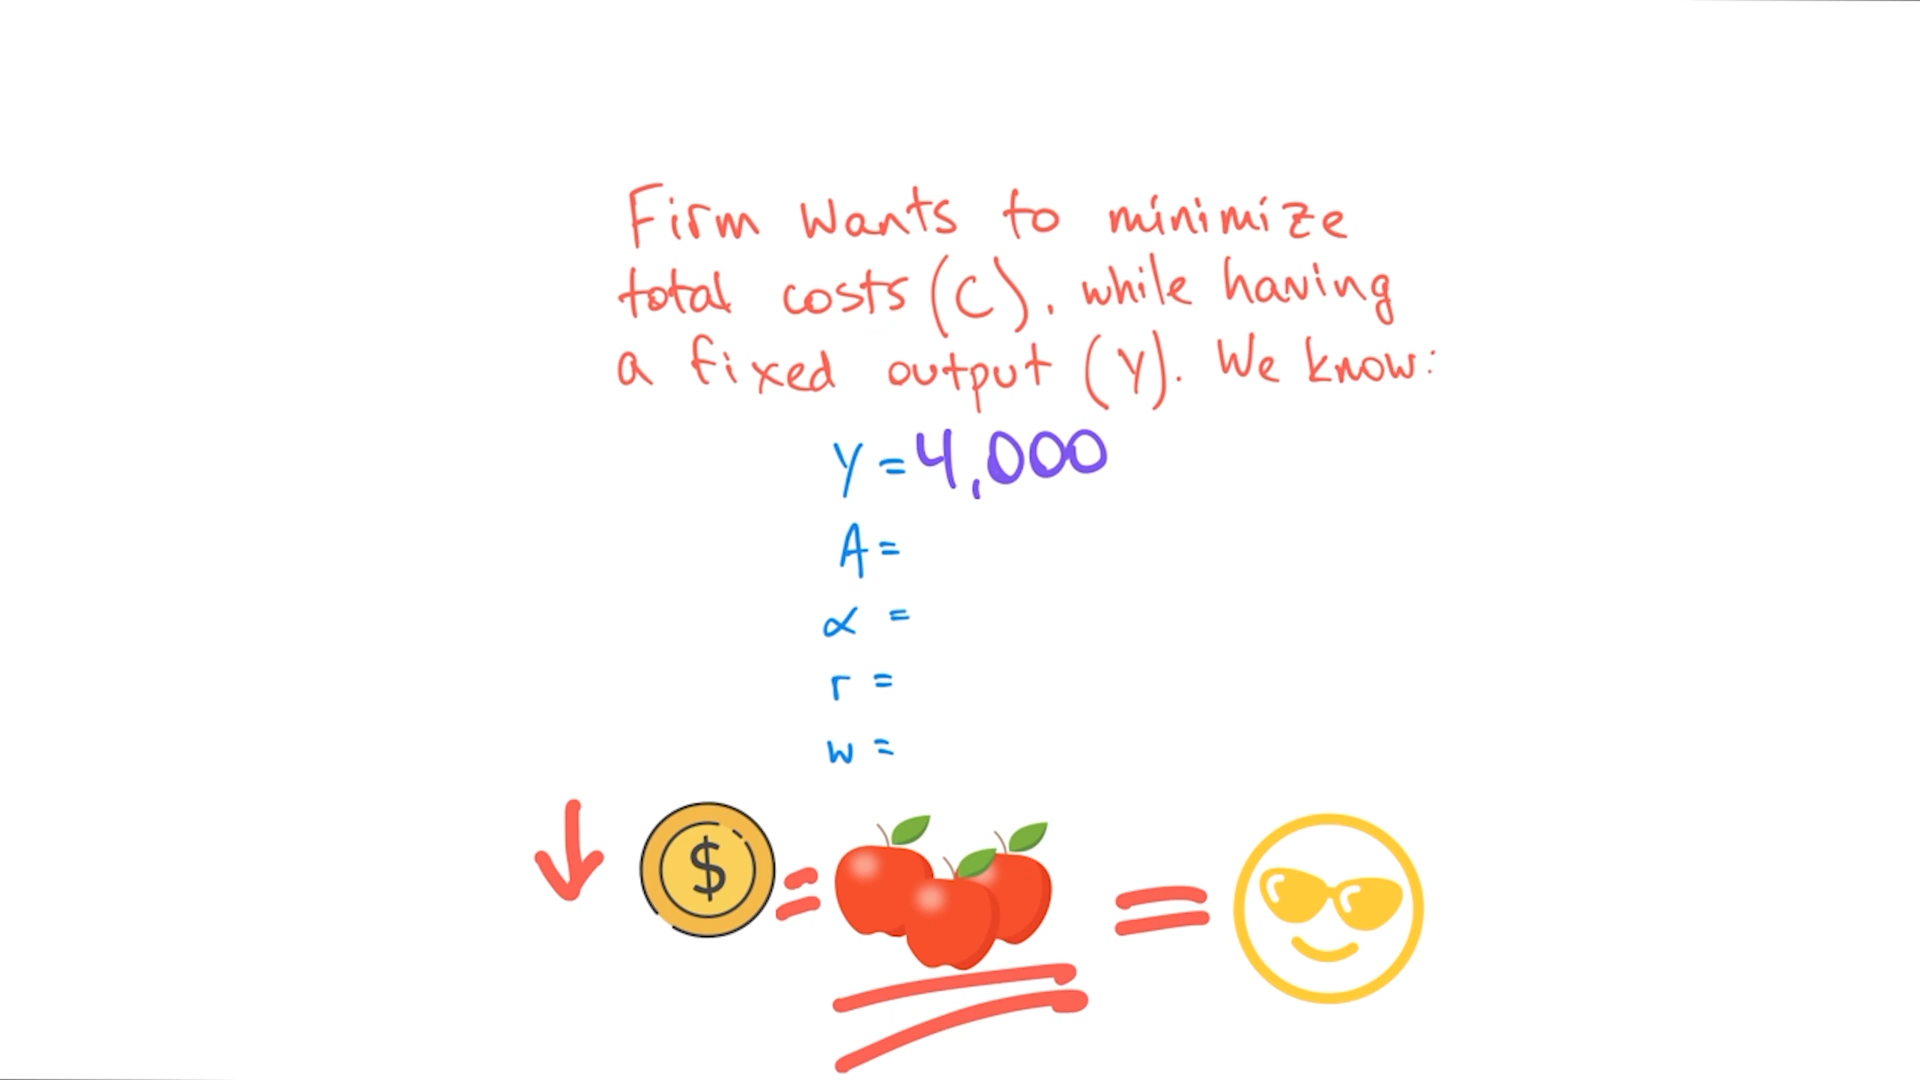 Firm wants to minimize
total costs (C), while having
a fixed output (Y). We know:
Y = 4,000
A =
α =
r =
w =
$